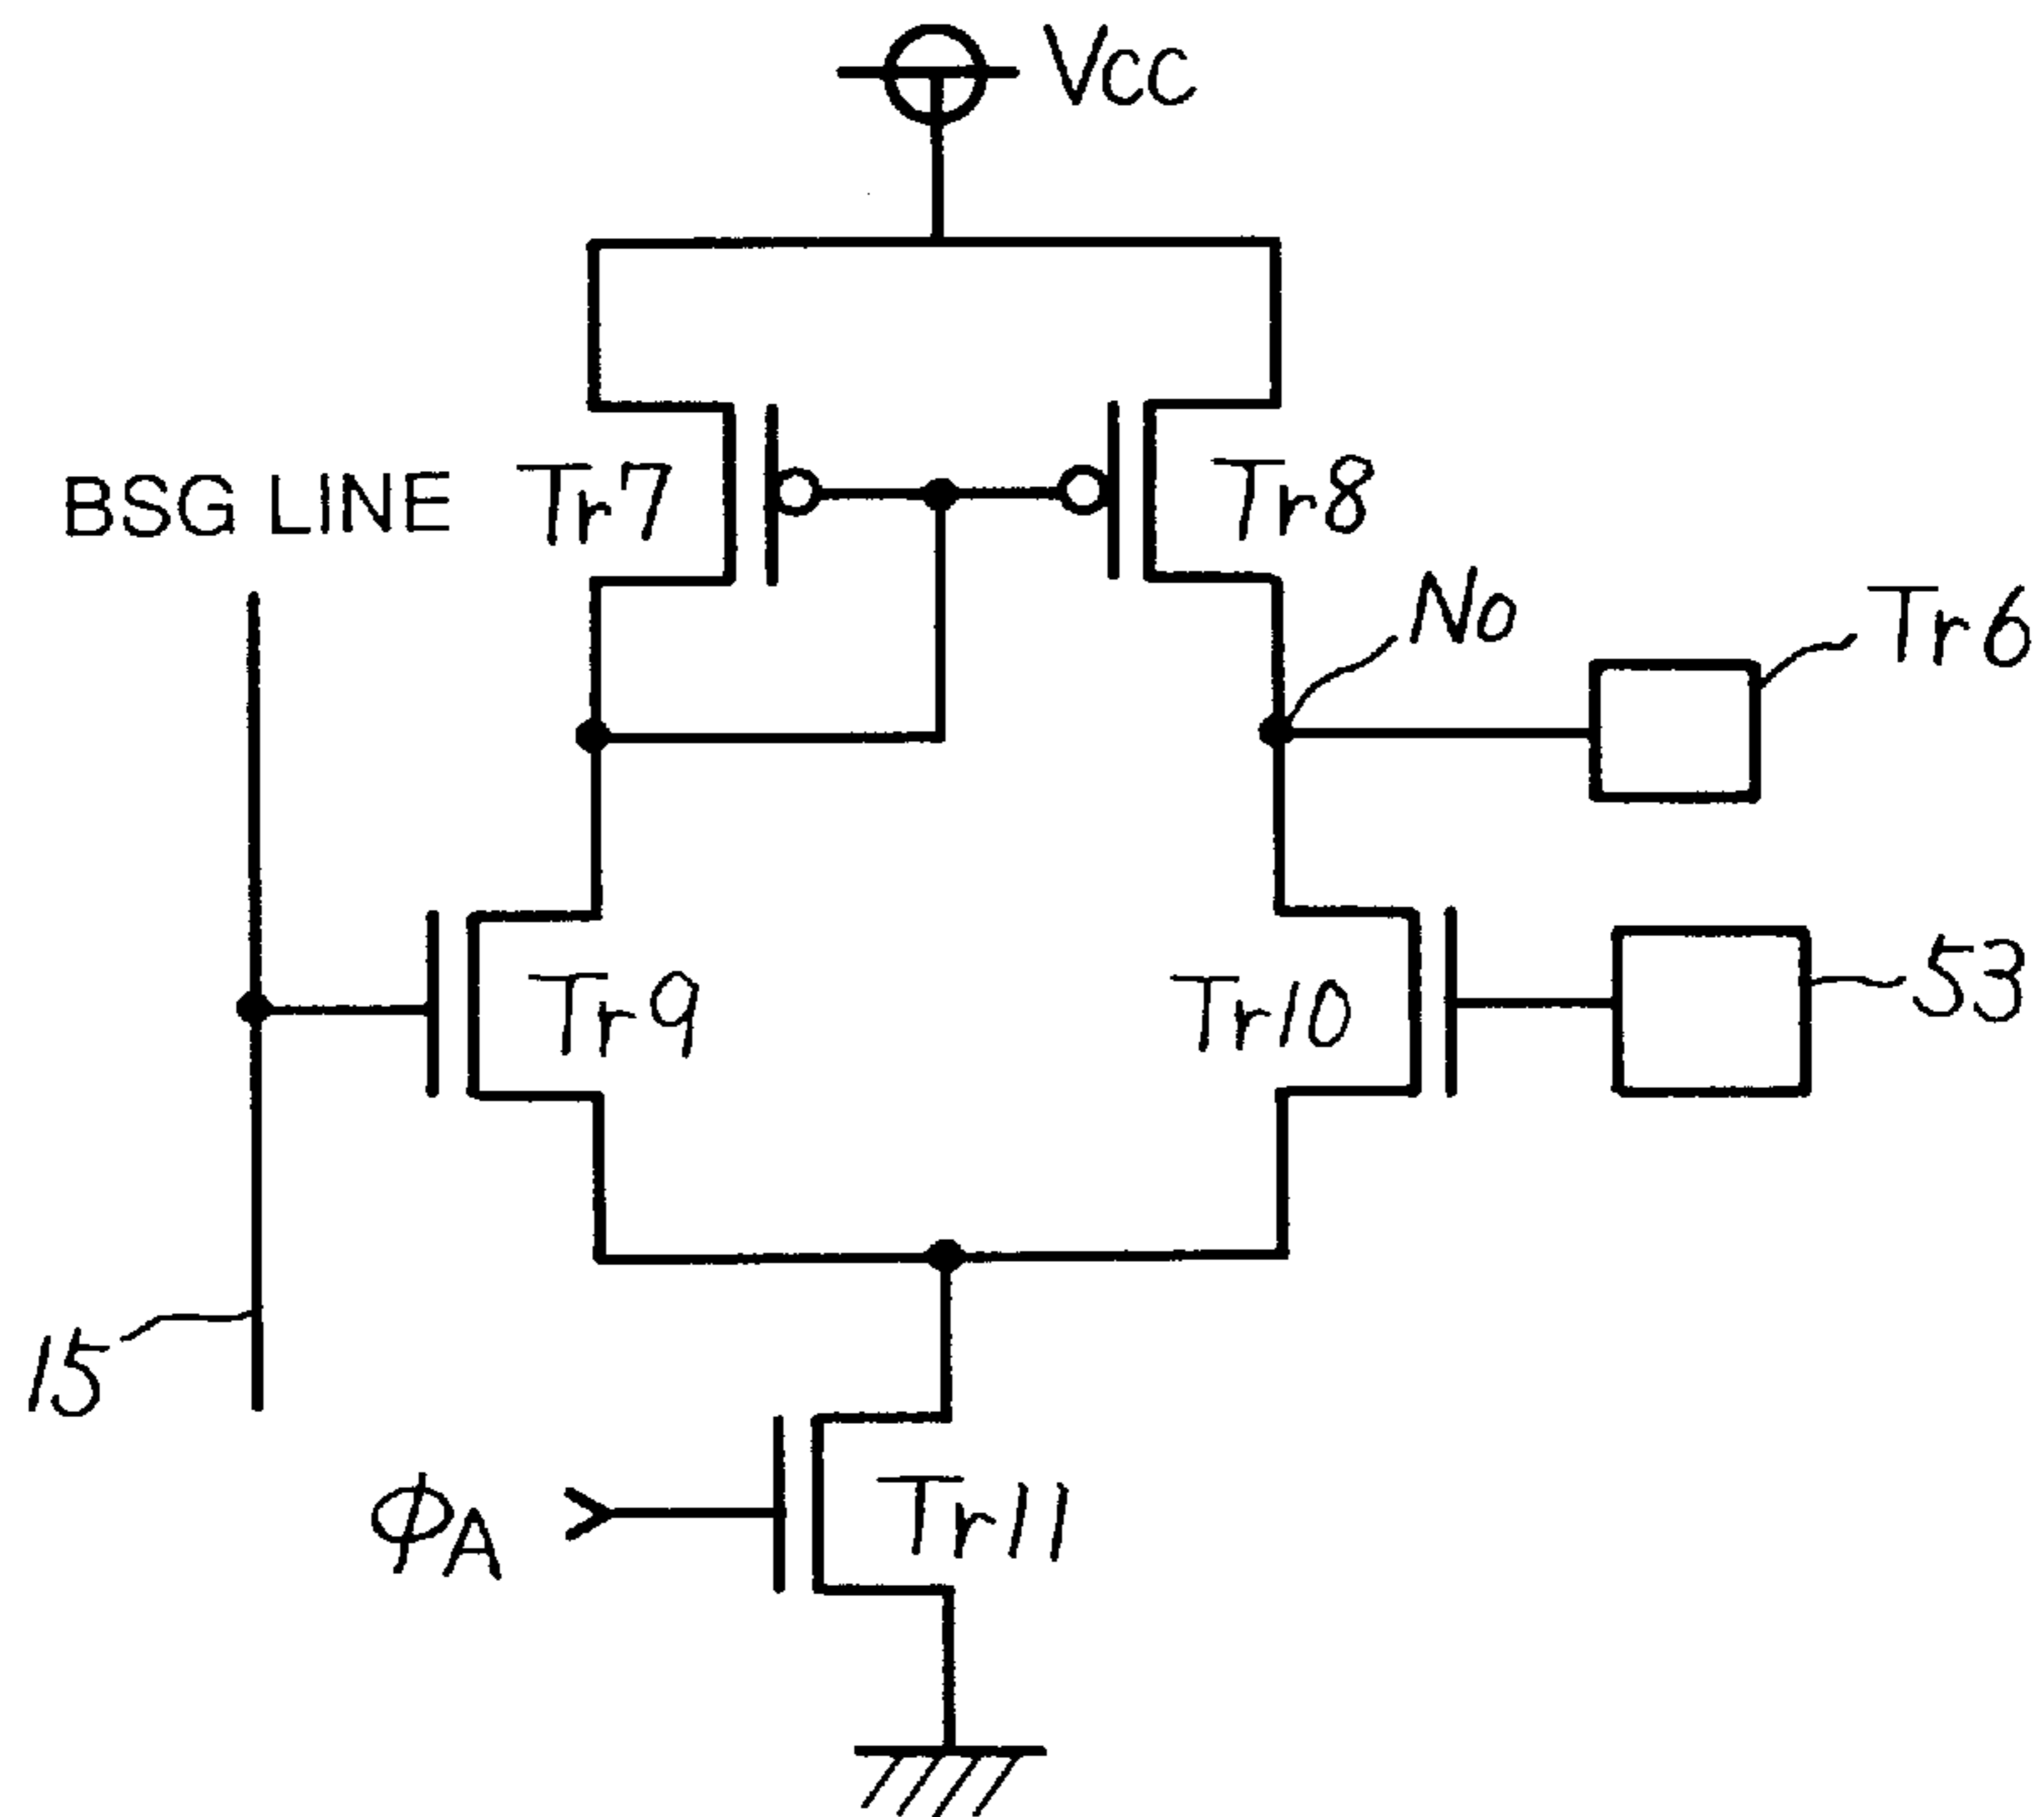 Vcc
BSG LINE
Tr7
Tr8
No
Tr6
Tr9
Tr10
53
15
ϕA
Tr11